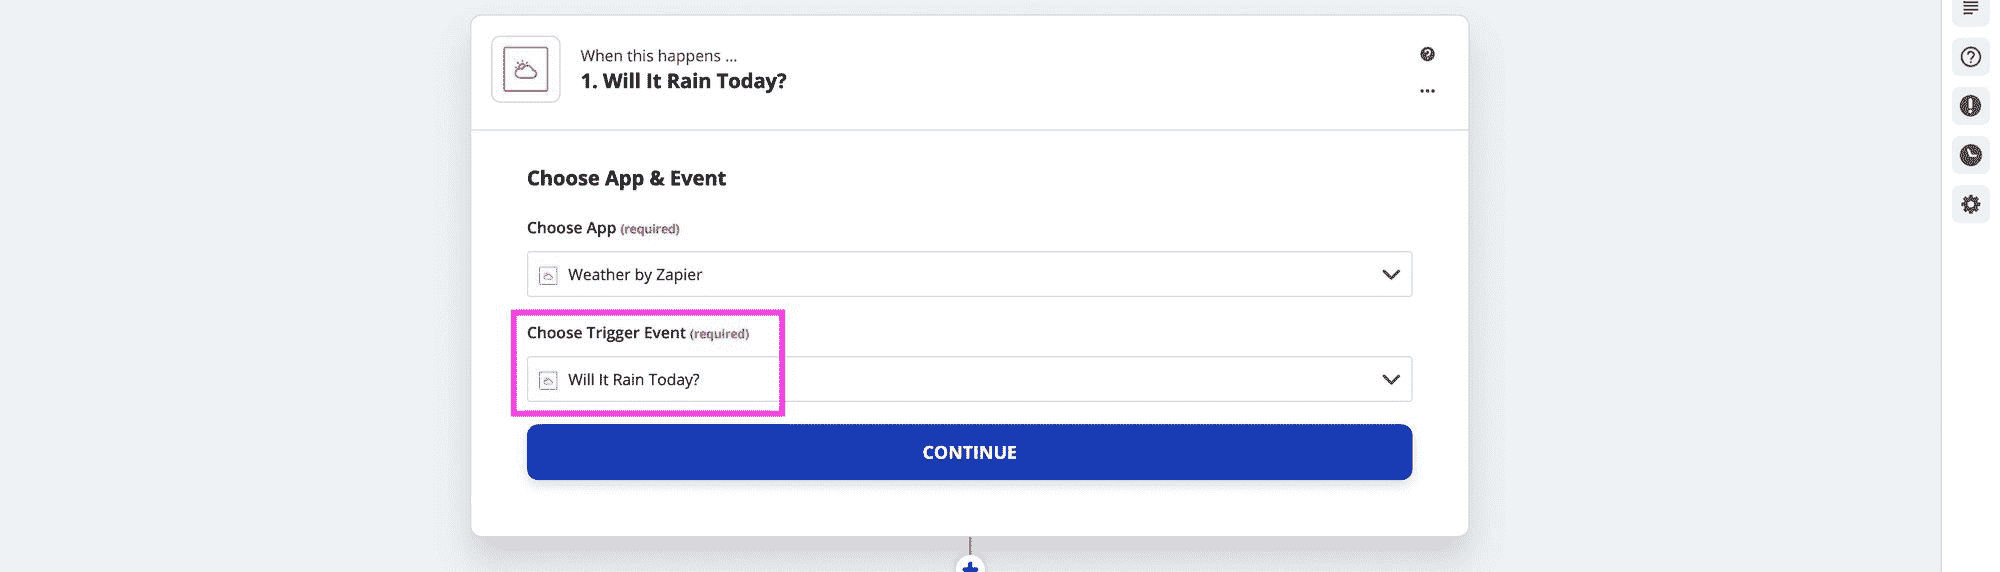 When this happens ...
1. Will It Rain Today?
Choose App & Event
Choose App (required)
Weather by Zapier
Choose Trigger Event (required)
Will It Rain Today?
CONTINUE